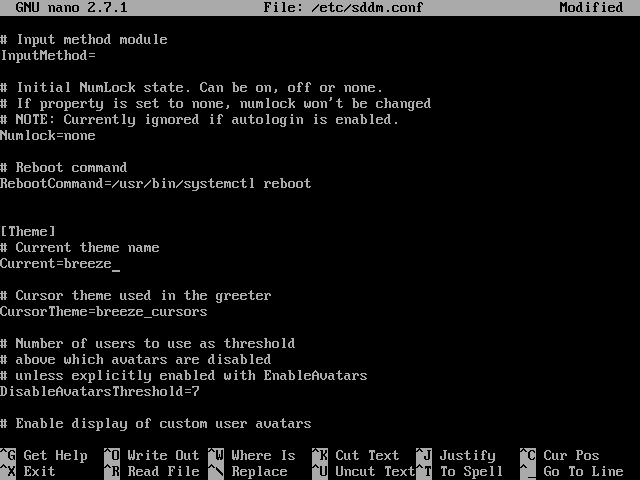 GNU nano 2.7.1 File: /etc/sddm.conf Modified
# Input method module
InputMethod=
# Initial NumLock state. Can be on, off or none.
# If property is set to none, numlock won't be changed
# NOTE: Currently ignored if autologin is enabled.
Numlock=none
# Reboot command
RebootCommand=/usr/bin/systemctl reboot
[Theme]
# Current theme name
Current=breeze_
# Cursor theme used in the greeter
CursorTheme=breeze_cursors
# Number of users to use as threshold
# above which avatars are disabled
# unless explicitly enabled with EnableAvatars
DisableAvatarsThreshold=7
# Enable display of custom user avatars
^G Get Help ^O Write Out ^W Where Is ^K Cut Text ^J Justify ^C Cur Pos
^X Exit ^R Read File ^\ Replace ^U Uncut Text ^T To Spell ^_ Go To Line